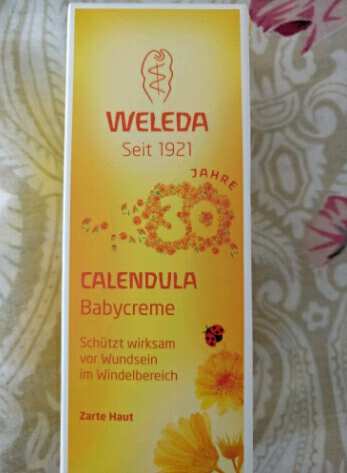 WELEDA
Seit 1921
JAHRE
30
CALENDULA
Babycreme
Schützt wirksam
vor Wundsein
im Windelbereich
Zarte Haut